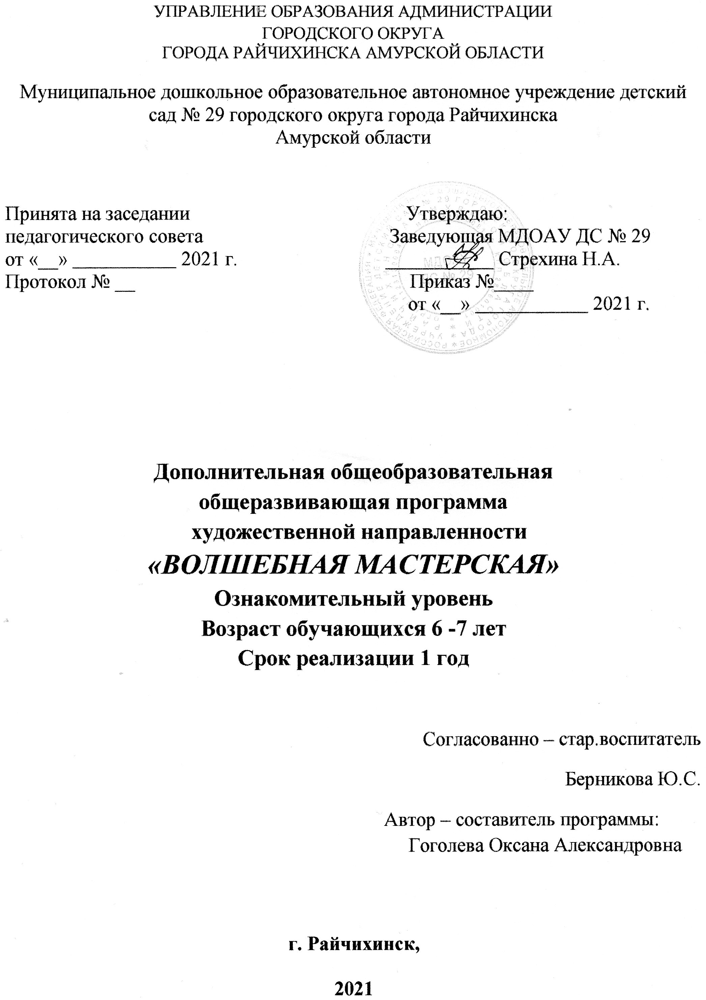 УПРАВЛЕНИЕ ОБРАЗОВАНИЯ АДМИНИСТРАЦИИ
ГОРОДСКОГО ОКРУГА
ГОРОДА РАЙЧИХИНСКА АМУРСКОЙ ОБЛАСТИ
Муниципальное дошкольное образовательное автономное учреждение детский
сад № 29 городского округа города Райчихинска
Амурской области
Принята на заседании
педагогического совета
от «__» ____________ 2021 г.
Протокол № __
Утверждаю:
Заведующая МДОАУ ДС № 29
___________ Стрехина Н.А.
Приказ №____
от «__» ____________ 2021 г.
ДС № 29
Дополнительная общеобразовательная
общеразвивающая программа
художественной направленности
«ВОЛШЕБНАЯ МАСТЕРСКАЯ»
Ознакомительный уровень
Возраст обучающихся 6 -7 лет
Срок реализации 1 год
Согласованно – стар.воспитатель
Берникова Ю.С.
Автор – составитель программы:
Гоголева Оксана Александровна
г. Райчихинск,
2021